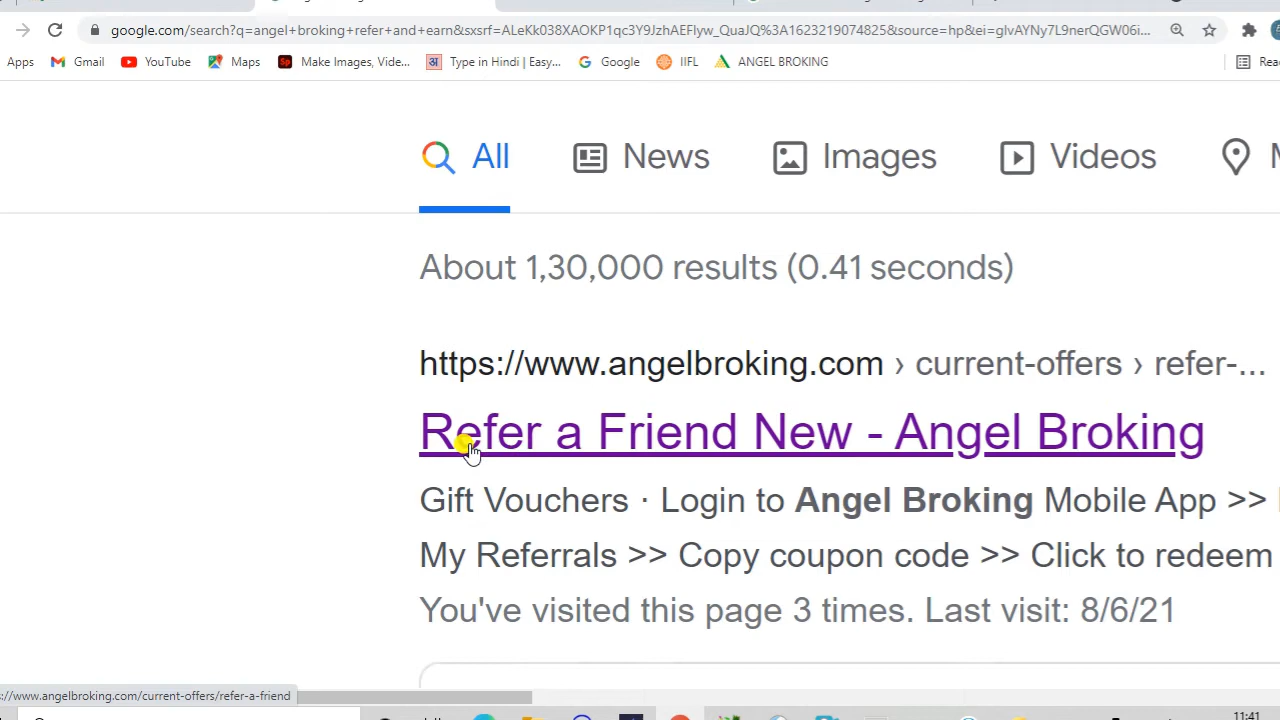 google.com/search?q=angel+broking+refer+and+earn&sxsrf=ALeKk038XAOKP1qc3Y9JzhAEFlyw_QuaJQ%3A1623219074825&source=hp&ei=glvAYNy7L9nerQGW06i...
Apps Gmail YouTube Maps Make Images, Vide... Type in Hindi | Easy... Google IIFL ANGEL BROKING
All News Images Videos
About 1,30,000 results (0.41 seconds)
https://www.angelbroking.com › current-offers › refer-...
Refer a Friend New - Angel Broking
Gift Vouchers · Login to Angel Broking Mobile App >>
My Referrals >> Copy coupon code >> Click to redeem
You've visited this page 3 times. Last visit: 8/6/21
s://www.angelbroking.com/current-offers/refer-a-friend
11:41